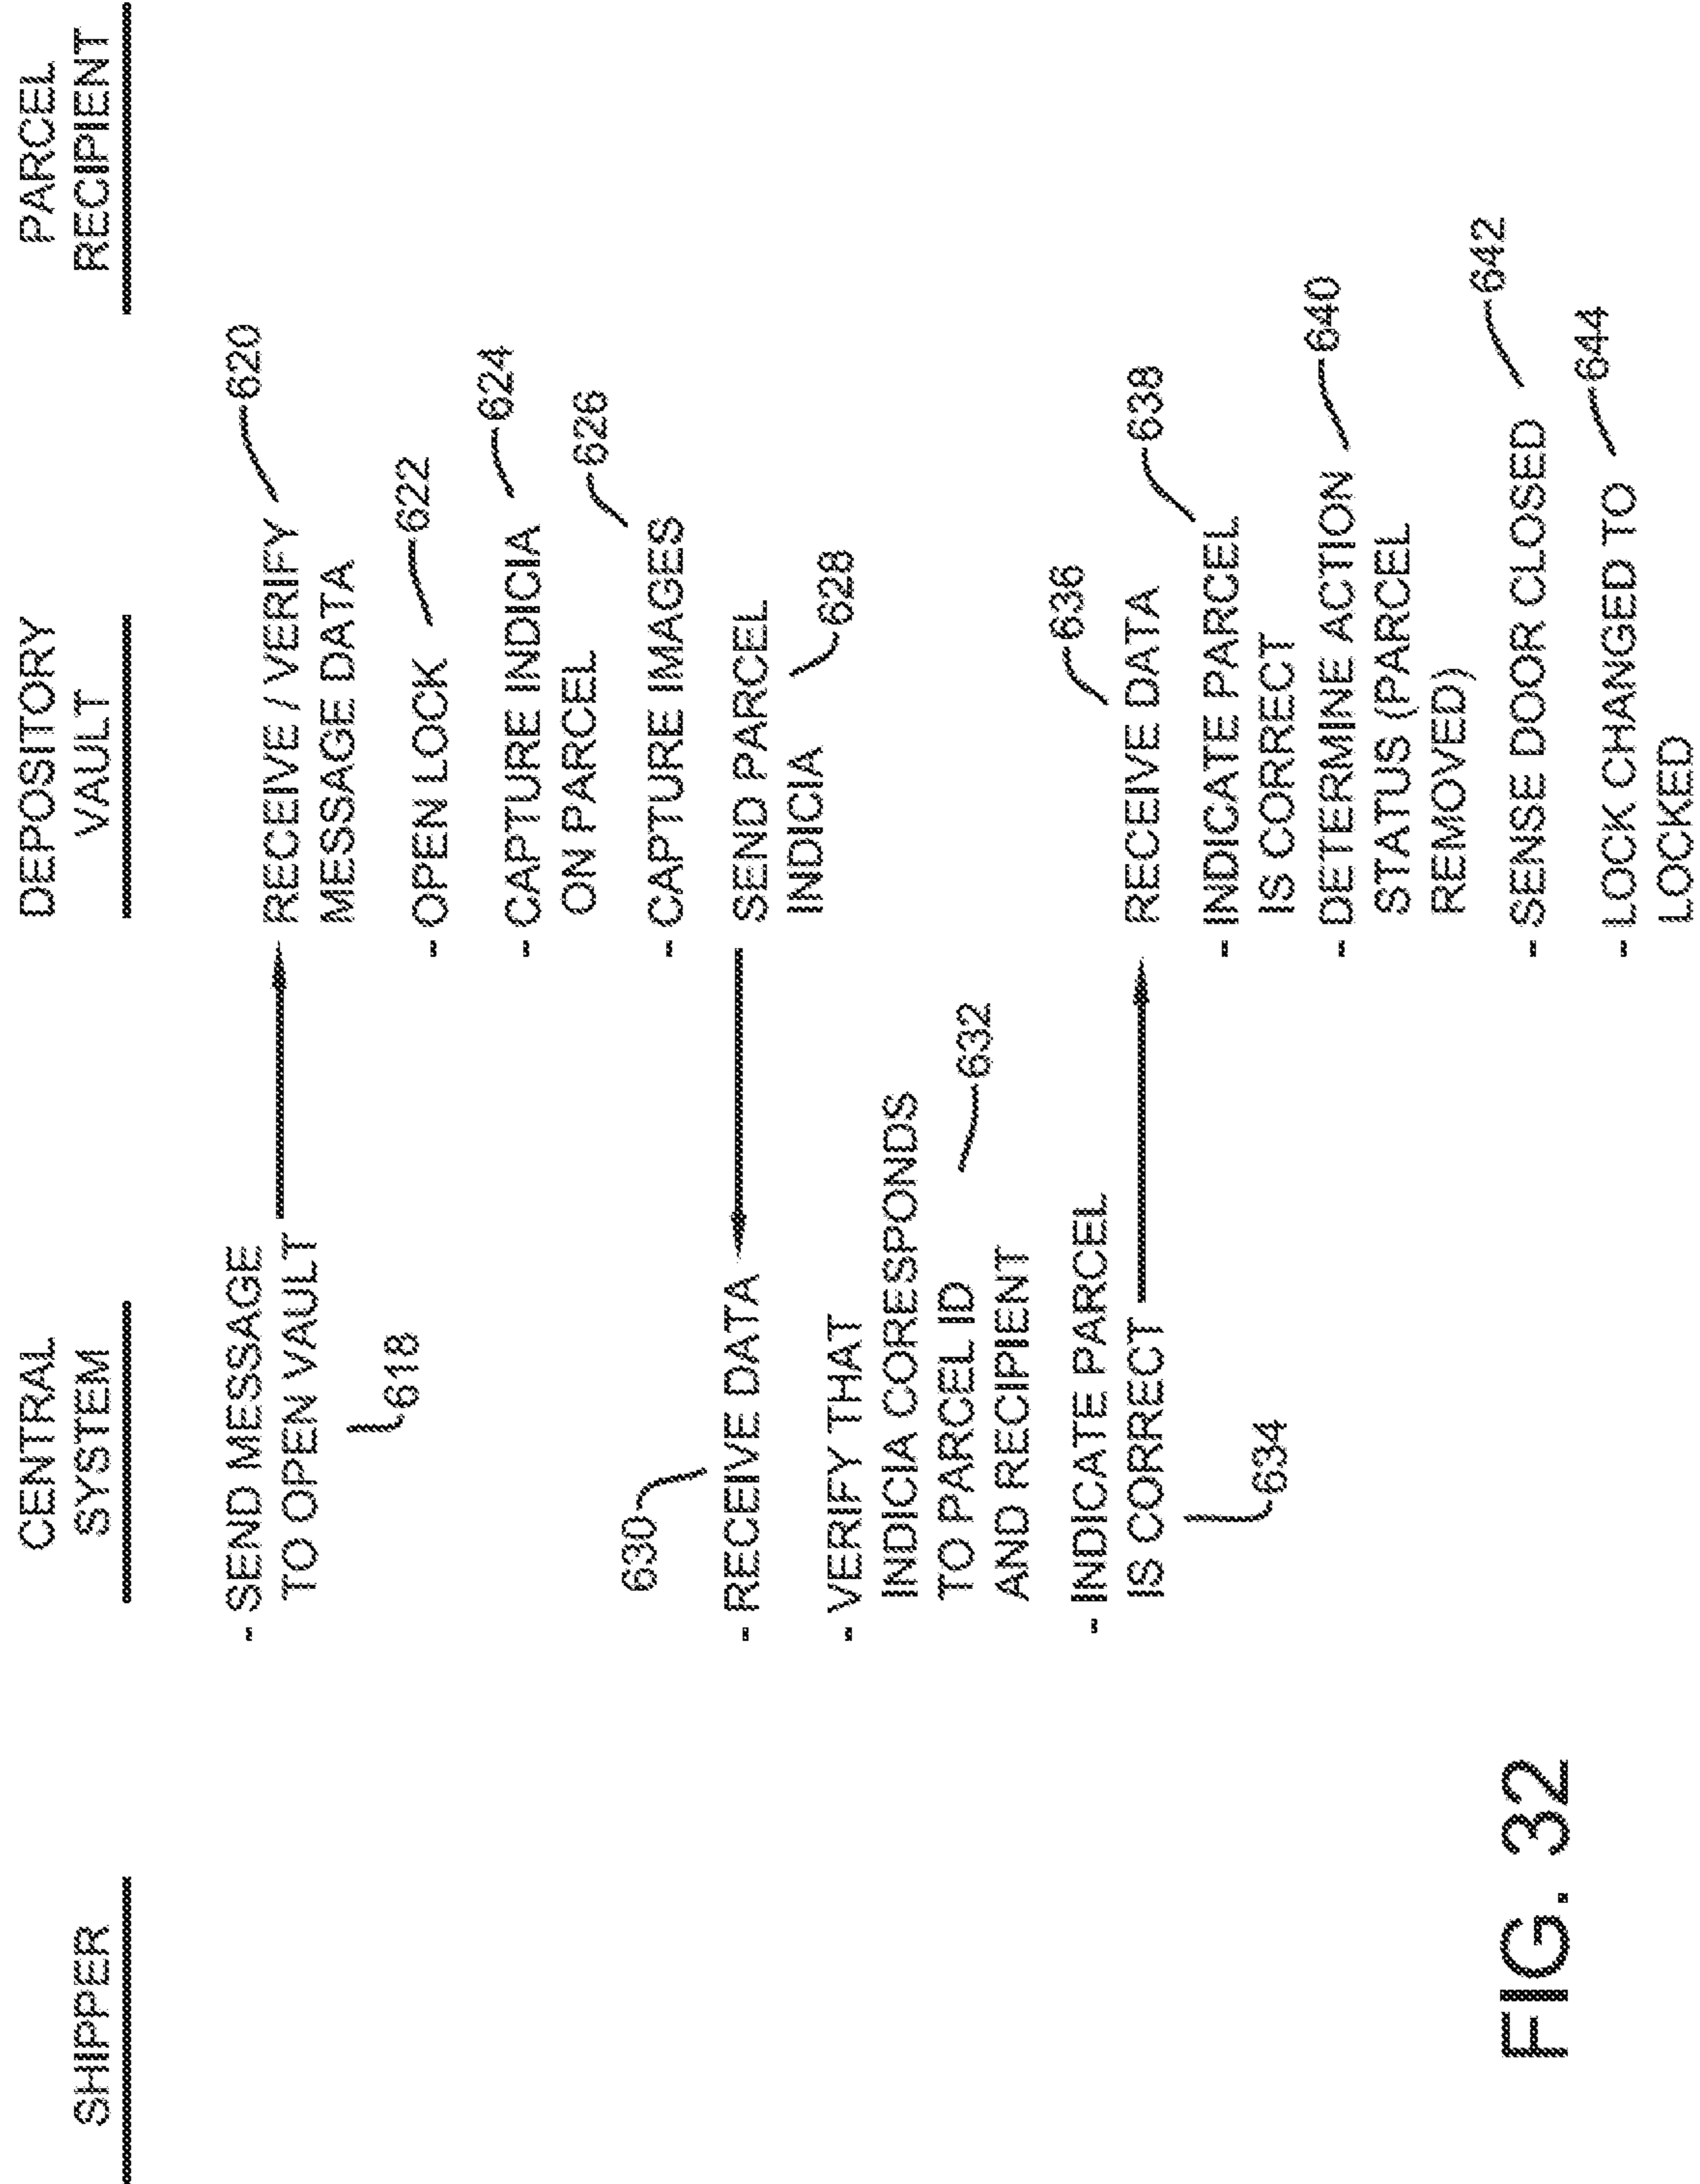 SHIPPER
CENTRAL
SYSTEM
DEPOSITORY
VAULT
PARCEL
RECIPIENT
- SEND MESSAGE
TO OPEN VAULT
618
RECEIVE / VERIFY
MESSAGE DATA
620
- OPEN LOCK
622
- CAPTURE INDICIA
ON PARCEL
624
- CAPTURE IMAGES
626
SEND PARCEL
INDICIA
628
630
- RECEIVE DATA
- VERIFY THAT
INDICIA CORESPONDS
TO PARCEL ID
AND RECIPIENT
632
- INDICATE PARCEL
IS CORRECT
634
RECEIVE DATA
636
- INDICATE PARCEL
IS CORRECT
638
- DETERMINE ACTION
STATUS (PARCEL
REMOVED)
640
- SENSE DOOR CLOSED
642
- LOCK CHANGED TO
LOCKED
644
FIG. 32